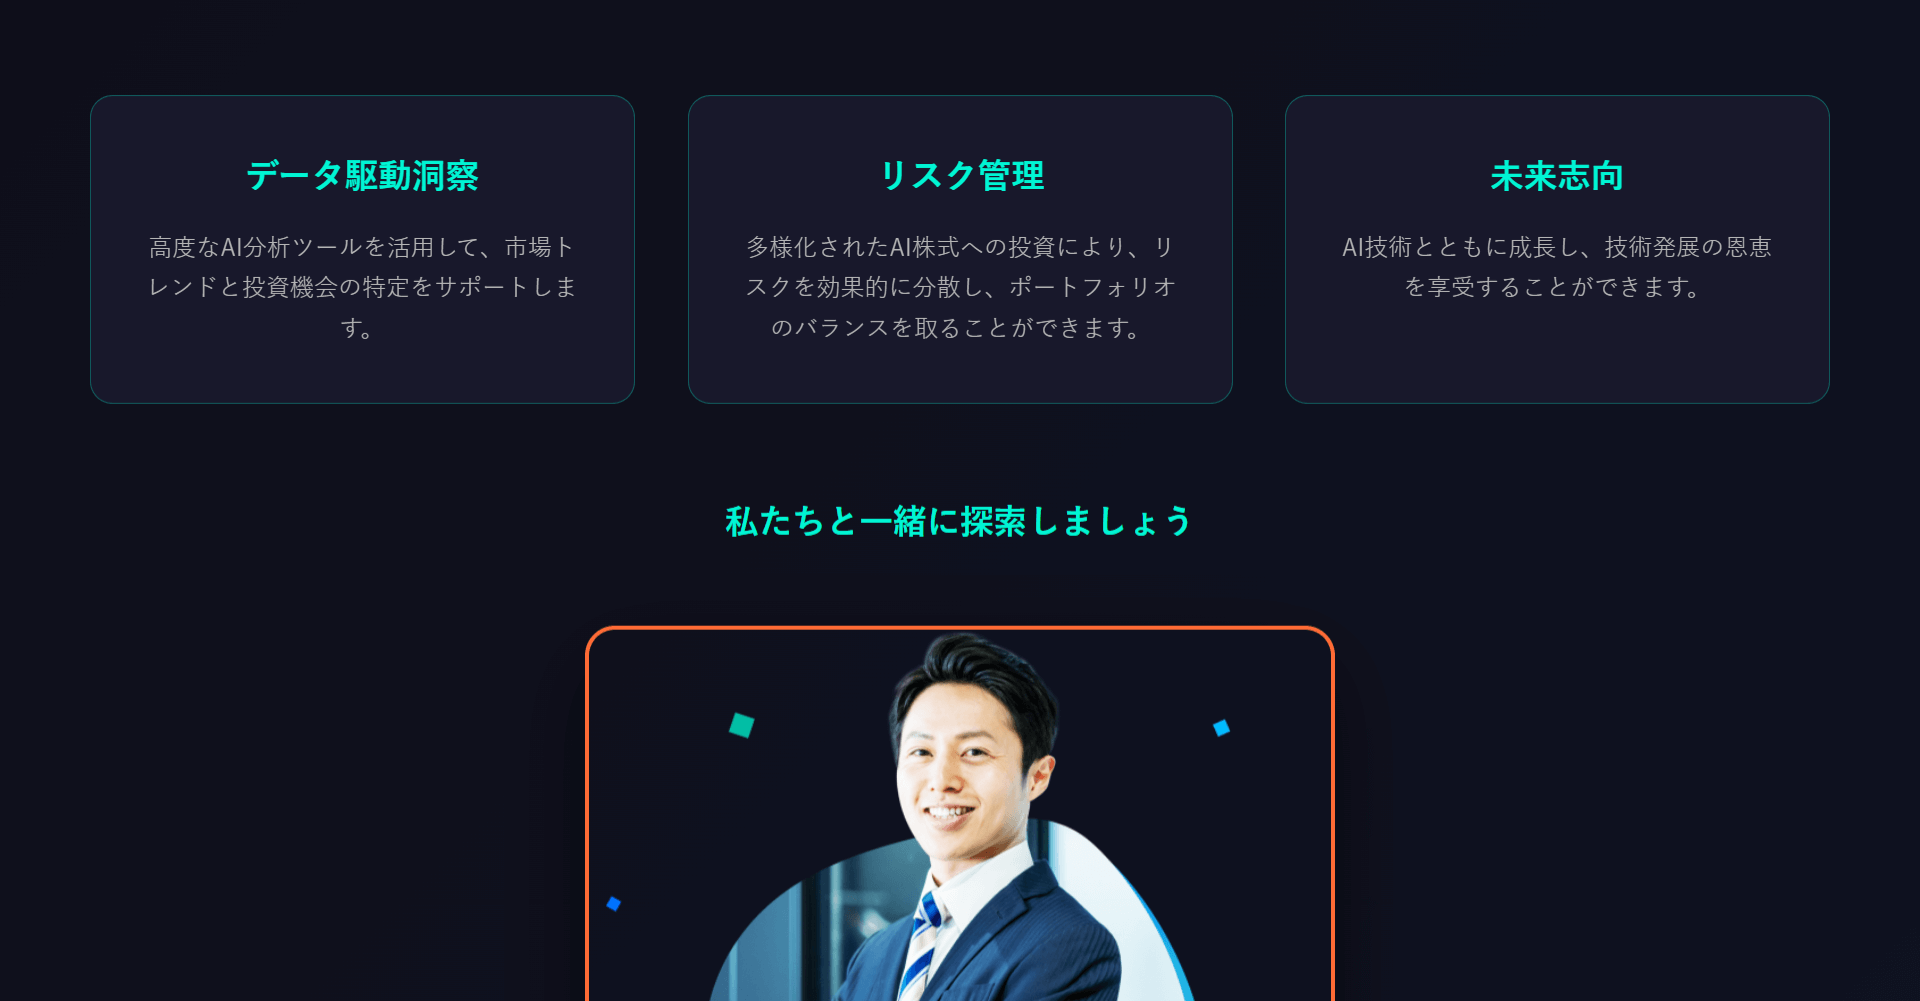 データ駆動洞察
高度なAI分析ツールを活用して、市場ト
レンドと投資機会の特定をサポートしま
す。
リスク管理
多様化されたAI株式への投資により、リ
スクを効果的に分散し、ポートフォリオ
のバランスを取ることができます。
未来志向
AI技術とともに成長し、技術発展の恩恵
を享受することができます。
私たちと一緒に探索しましょう